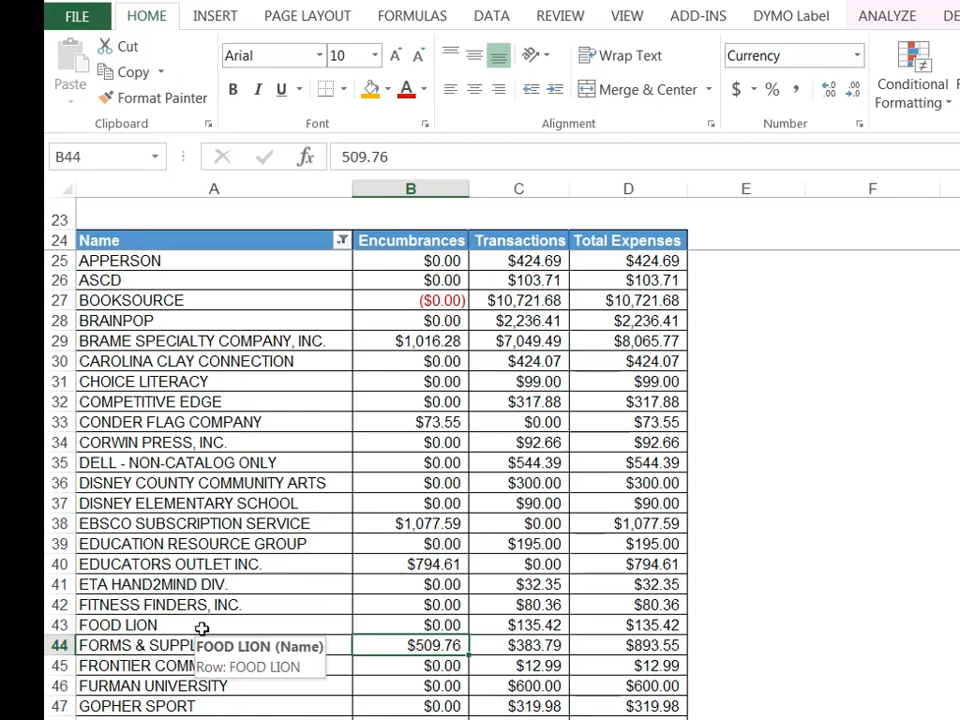 FILE HOME INSERT PAGE LAYOUT FORMULAS DATA REVIEW VIEW ADD-INS DYMO Label ANALYZE
Cut
Copy
Format Painter
Paste
Clipboard
Arial 10 A A
B I U A
Font
Wrap Text
Merge & Center
Alignment
Currency
$ % , .00 .0
Number
Conditional
Formatting
B44 fx 509.76
A B C D E F
23
24 Name Encumbrances Transactions Total Expenses
25 APPERSON $0.00 $424.69 $424.69
26 ASCD $0.00 $103.71 $103.71
27 BOOKSOURCE ($0.00) $10,721.68 $10,721.68
28 BRAINPOP $0.00 $2,236.41 $2,236.41
29 BRAME SPECIALTY COMPANY, INC. $1,016.28 $7,049.49 $8,065.77
30 CAROLINA CLAY CONNECTION $0.00 $424.07 $424.07
31 CHOICE LITERACY $0.00 $99.00 $99.00
32 COMPETITIVE EDGE $0.00 $317.88 $317.88
33 CONDER FLAG COMPANY $73.55 $0.00 $73.55
34 CORWIN PRESS, INC. $0.00 $92.66 $92.66
35 DELL - NON-CATALOG ONLY $0.00 $544.39 $544.39
36 DISNEY COUNTY COMMUNITY ARTS $0.00 $300.00 $300.00
37 DISNEY ELEMENTARY SCHOOL $0.00 $90.00 $90.00
38 EBSCO SUBSCRIPTION SERVICE $1,077.59 $0.00 $1,077.59
39 EDUCATION RESOURCE GROUP $0.00 $195.00 $195.00
40 EDUCATORS OUTLET INC. $794.61 $0.00 $794.61
41 ETA HAND2MIND DIV. $0.00 $32.35 $32.35
42 FITNESS FINDERS, INC. $0.00 $80.36 $80.36
43 FOOD LION $0.00 $135.42 $135.42
44 FORMS & SUPPL $509.76 $383.79 $893.55
FOOD LION (Name)
Row: FOOD LION
45 FRONTIER COMM $0.00 $12.99 $12.99
46 FURMAN UNIVERSITY $0.00 $600.00 $600.00
47 GOPHER SPORT $0.00 $319.98 $319.98